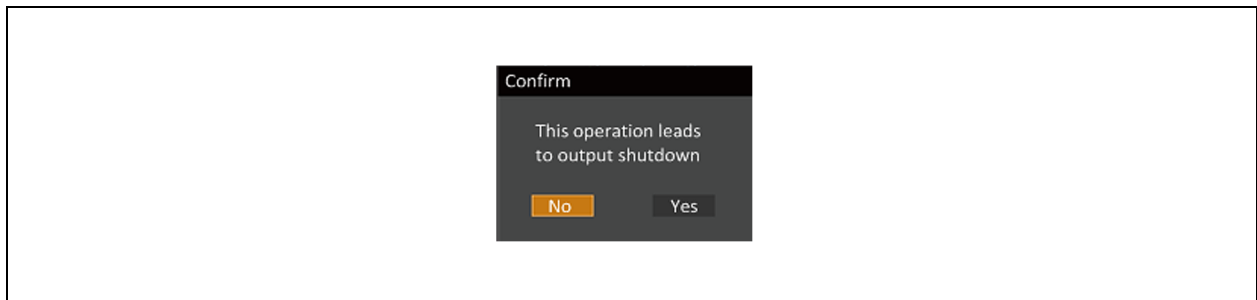 Confirm
This operation leads
to output shutdown
No Yes